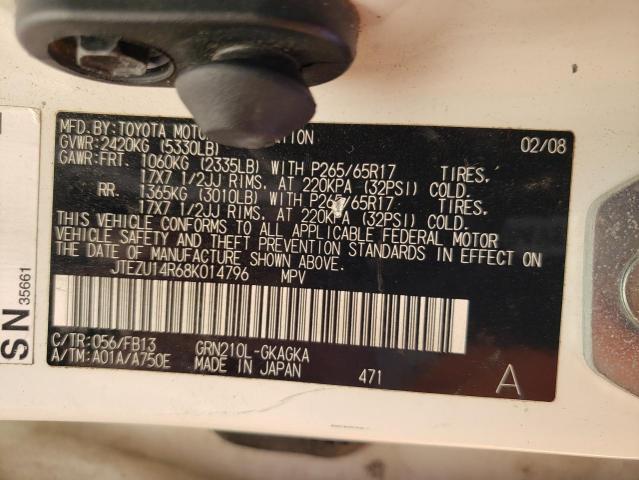 MFD.BY:TOYOTA MOTOR 02/08
GVWR:2420KG (5330LB)
GAWR:FRT. 1060KG (2335LB) WITH P265/65R17 TIRES,
17X7 1/2JJ RIMS, AT 220KPA (32PSI) COLD.
RR. 1365KG (3010LB) WITH P265/65R17 TIRES,
17X7 1/2JJ RIMS, AT 220KPA (32PSI) COLD.
THIS VEHICLE CONFORMS TO ALL APPLICABLE FEDERAL MOTOR
VEHICLE SAFETY AND THEFT PREVENTION STANDARDS IN EFFECT ON
THE DATE OF MANUFACTURE SHOWN ABOVE.
JTEZU14R68K014796 MPV
C/TR:056/FB13 GRN210L-GKAGKA
A/TM:A01A/A750E MADE IN JAPAN 471 A
SN 35661